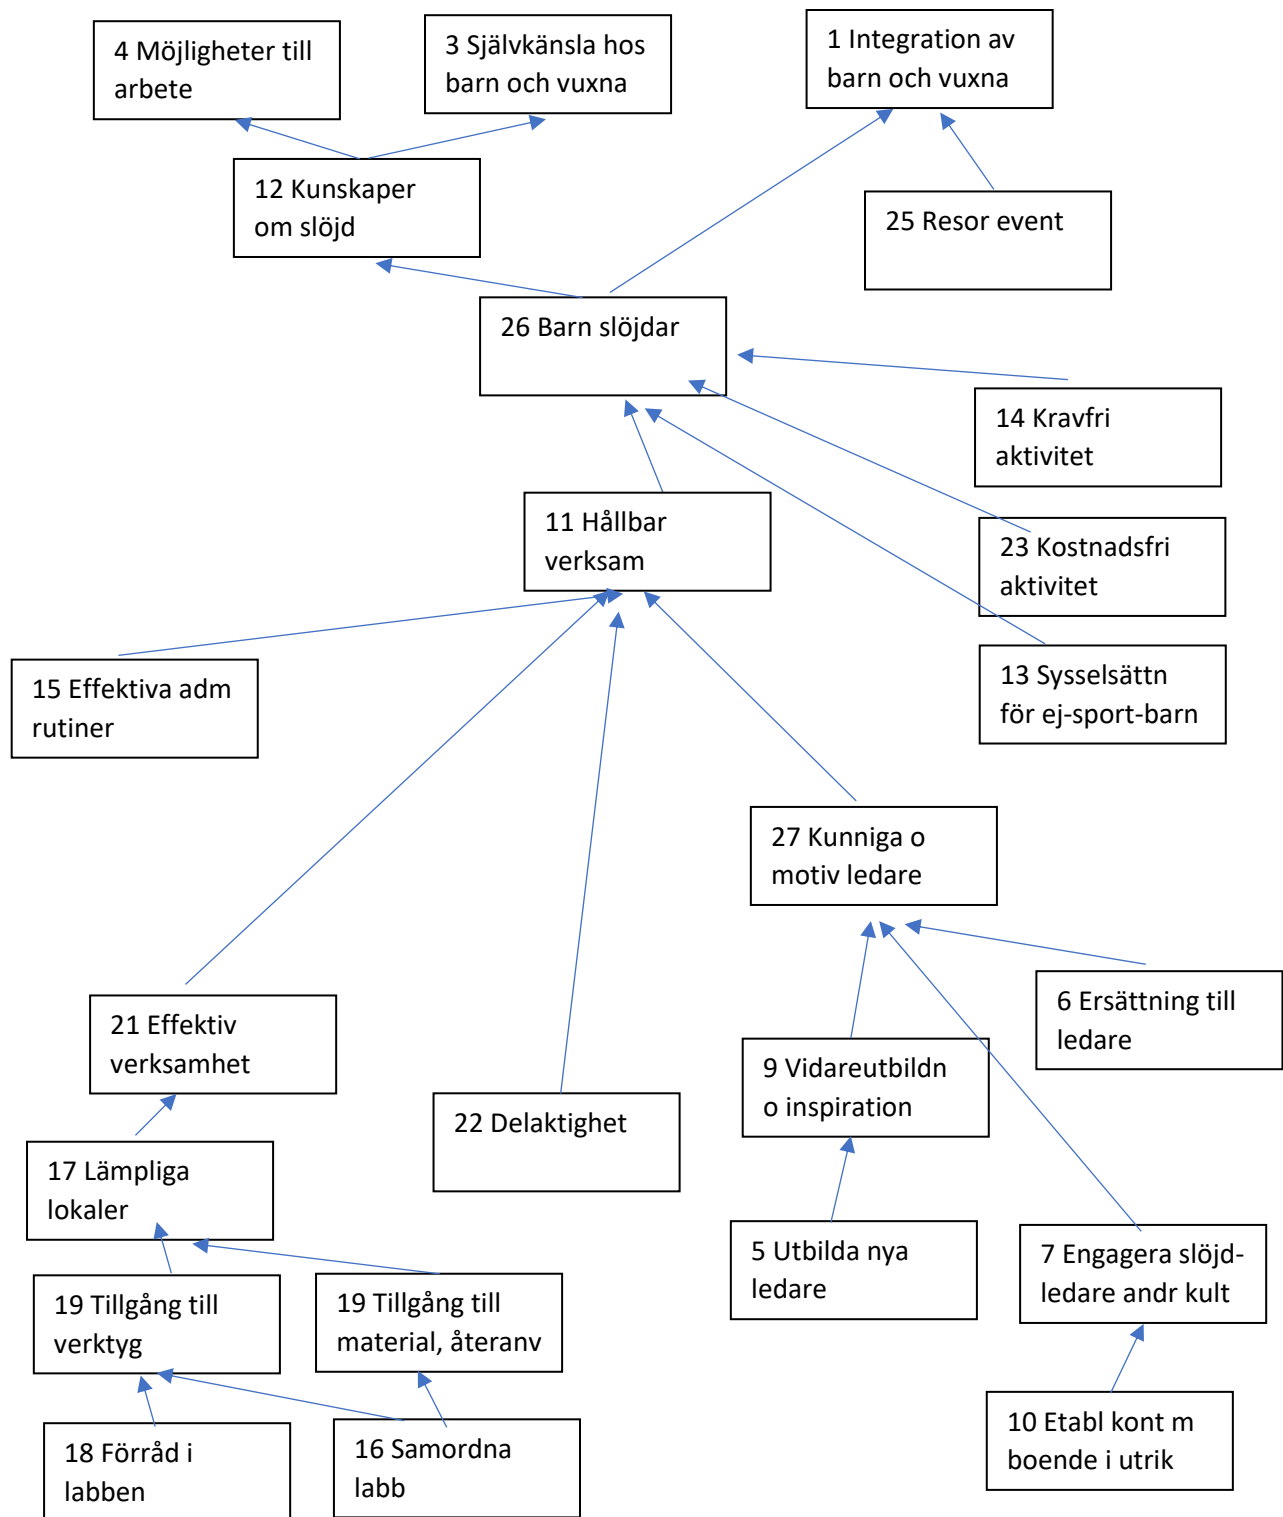 4 Möjligheter till
arbete
3 Självkänsla hos
barn och vuxna
1 Integration av
barn och vuxna
12 Kunskaper
om slöjd
25 Resor event
26 Barn slöjdar
14 Kravfri
aktivitet
11 Hållbar
verksam
23 Kostnadsfri
aktivitet
15 Effektiva adm
rutiner
13 Sysselsättn
för ej-sport-barn
27 Kunniga o
motiv ledare
21 Effektiv
verksamhet
6 Ersättning till
ledare
9 Vidareutbildn
o inspiration
22 Delaktighet
17 Lämpliga
lokaler
5 Utbilda nya
ledare
7 Engagera slöjd-
ledare andr kult
19 Tillgång till
verktyg
19 Tillgång till
material, återanv
18 Förråd i
labben
16 Samordna
labb
10 Etabl kont m
boende i utrik